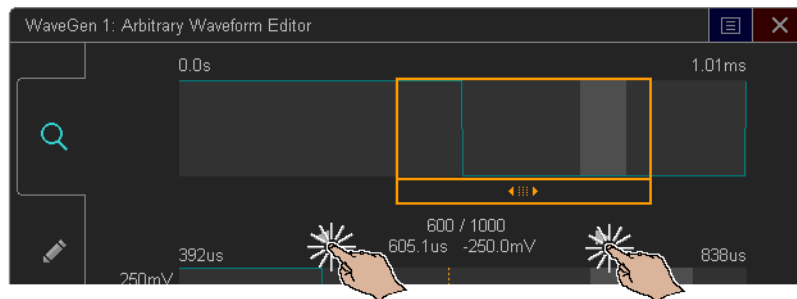 WaveGen 1: Arbitrary Waveform Editor
0.0s 1.01ms
600 / 1000
392us 605.1us -250.0mV 838us
250mV